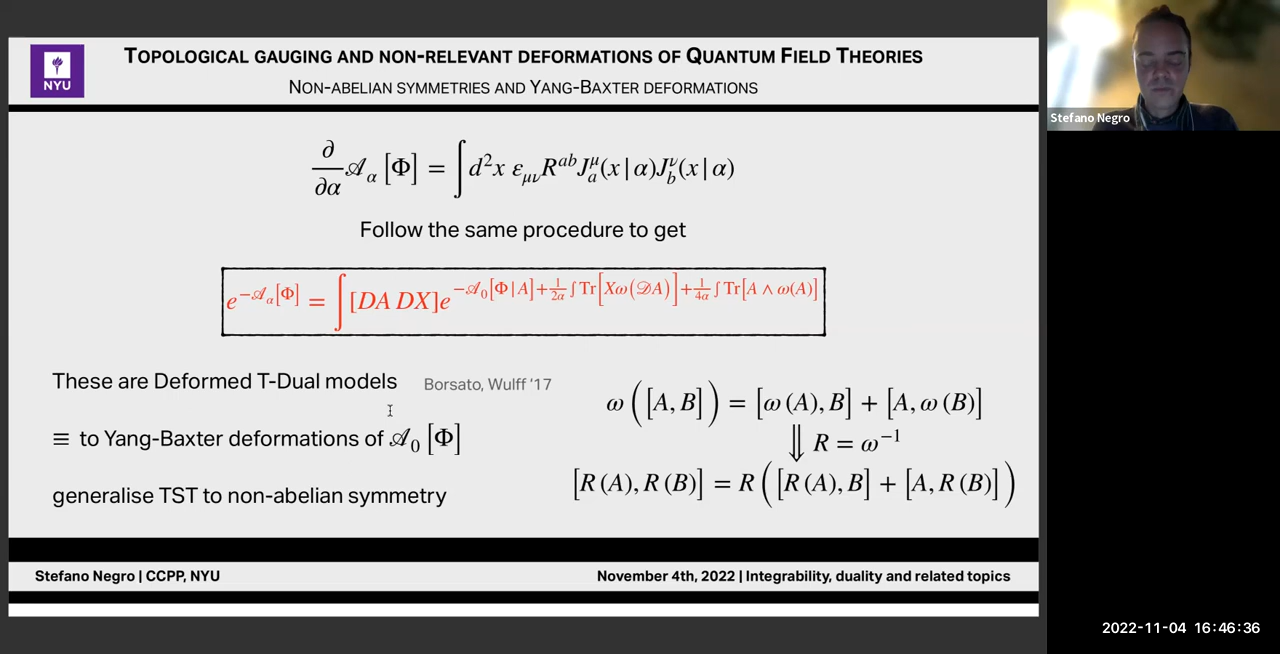 TOPOLOGICAL GAUGING AND NON-RELEVANT DEFORMATIONS OF QUANTUM FIELD THEORIES
NYU
NON-ABELIAN SYMMETRIES AND YANG-BAXTER DEFORMATIONS
Stefano Negro
∂/∂α 𝒜_α [Φ] = ∫ d²x ε_{μν} R^{ab} J_a^μ (x | α) J_b^ν (x | α)
Follow the same procedure to get
e^{-𝒜_α[Φ]} = ∫ [DA DX] e^{-𝒜_0[Φ | A] + 1/2α ∫ Tr[Xω(𝒟A)] + 1/4α ∫ Tr[A ∧ ω(A)]}
These are Deformed T-Dual models
Borsato, Wulff '17
≡ to Yang-Baxter deformations of 𝒜_0 [Φ]
generalise TST to non-abelian symmetry
ω([A, B]) = [ω (A), B] + [A, ω (B)]
⇓ R = ω^{-1}
[R (A), R (B)] = R([R (A), B] + [A, R (B)])
Stefano Negro | CCPP, NYU
November 4th, 2022 | Integrability, duality and related topics
2022-11-04 16:46:36